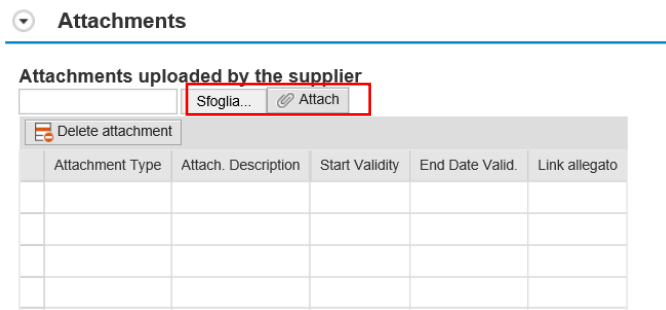 Attachments
Attachments uploaded by the supplier
Sfoglia... Attach
Delete attachment
Attachment Type Attach. Description Start Validity End Date Valid. Link allegato